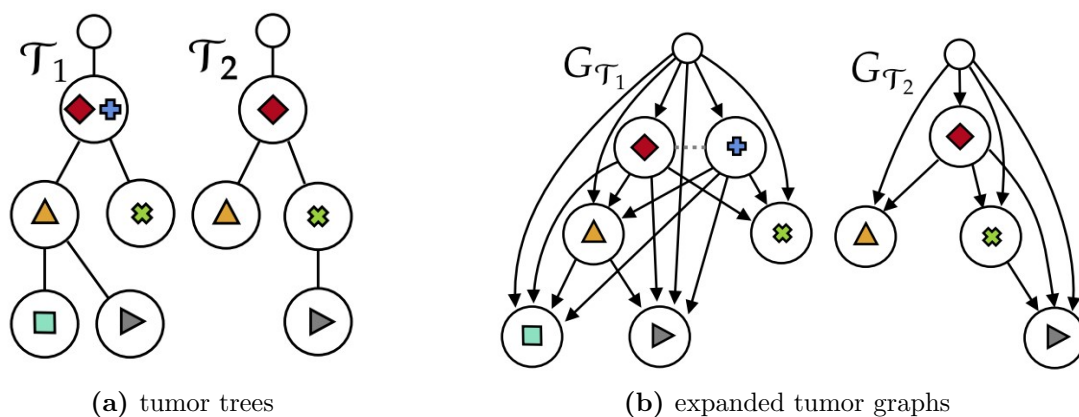 𝒯₁
𝒯₂
G𝒯₁
G𝒯₂
(a) tumor trees
(b) expanded tumor graphs